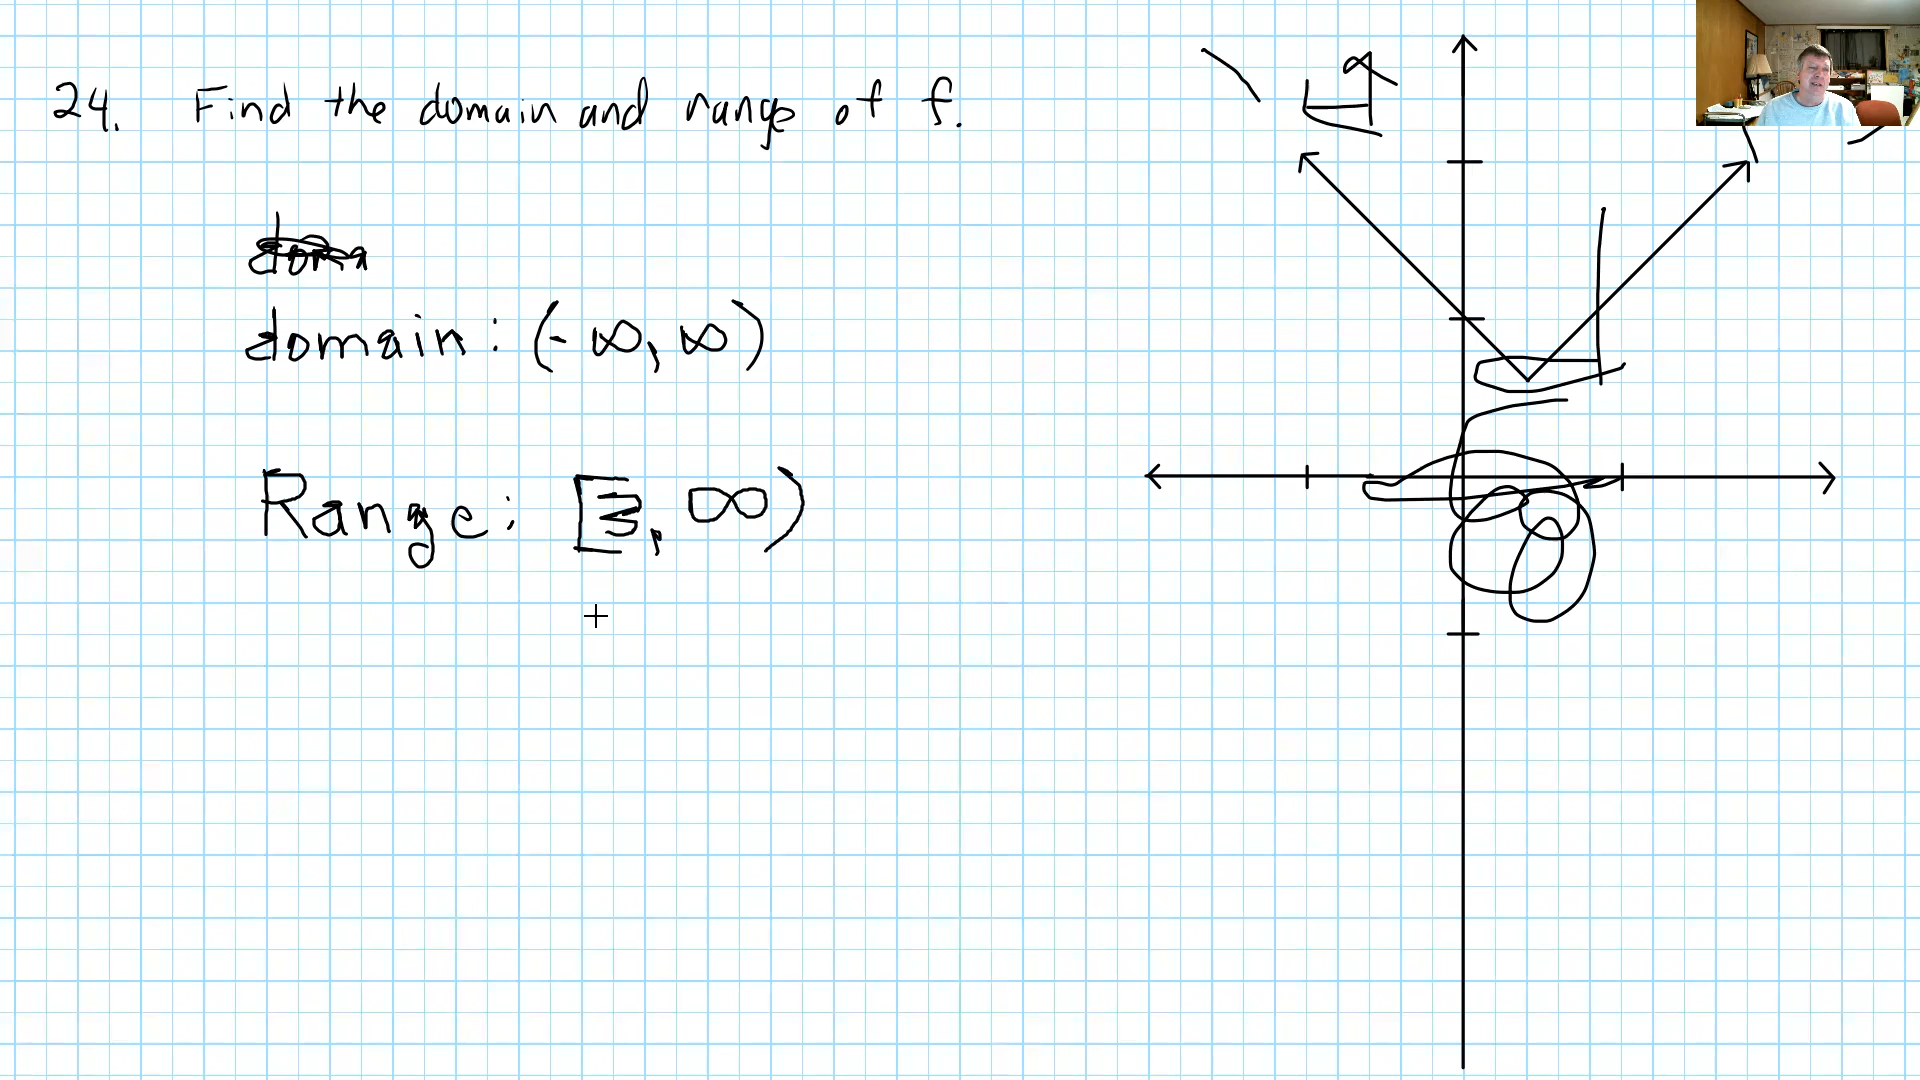 24. Find the domain and range of f.
domain: (-∞, ∞)
Range: [3, ∞)